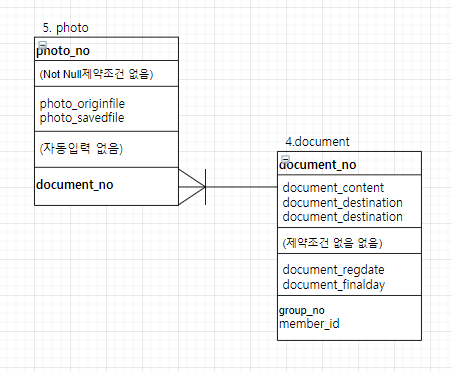 5. photo
photo_no
(Not Null제약조건 없음)
photo_originfile
photo_savedfile
(자동입력 없음)
document_no
4.document
document_no
document_content
document_destination
document_destination
(제약조건 없음 없음)
document_regdate
document_finalday
group_no
member_id